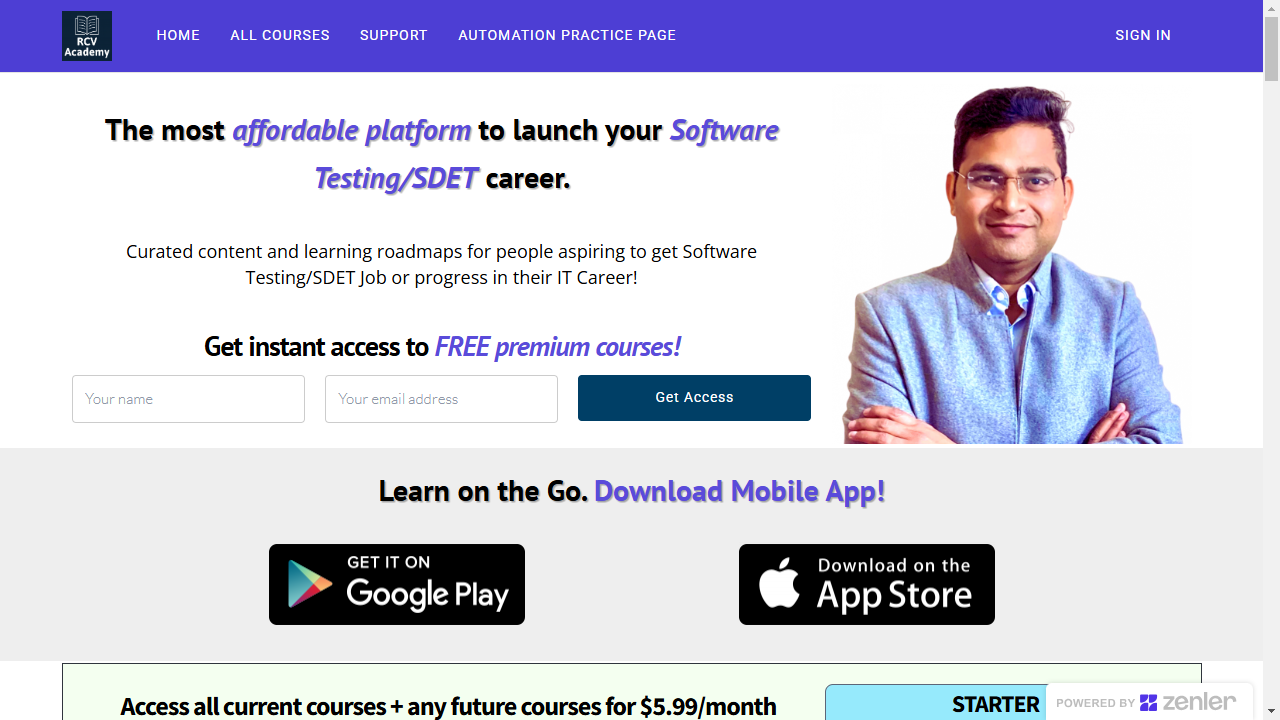 RCV
Academy
HOME
ALL COURSES
SUPPORT
AUTOMATION PRACTICE PAGE
SIGN IN
The most affordable platform to launch your Software
Testing/SDET career.
Curated content and learning roadmaps for people aspiring to get Software
Testing/SDET Job or progress in their IT Career!
Get instant access to FREE premium courses!
Your name
Your email address
Get Access
Learn on the Go. Download Mobile App!
GET IT ON
Google Play
Download on the
App Store
Access all current courses + any future courses for $5.99/month
STARTER
POWERED BY zenler